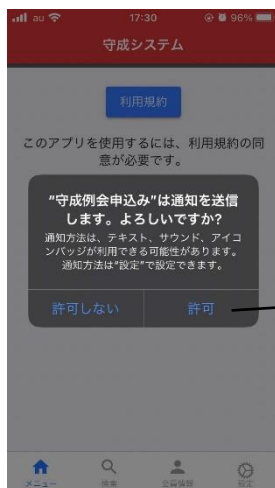 au 17:30 96%
守成システム
利用規約
このアプリを使用するには、利用規約の同
意が必要です。
"守成例会申込み"は通知を送信
します。よろしいですか?
通知方法は、テキスト、サウンド、アイコ
ンバッジが利用できる可能性があります。
通知方法は"設定"で設定できます。
許可しない 許可
メニュー 検索 会員情報 設定